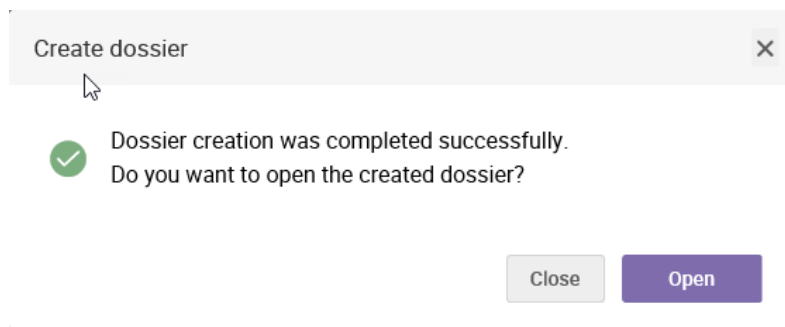 Create dossier
Dossier creation was completed successfully.
Do you want to open the created dossier?
Close
Open